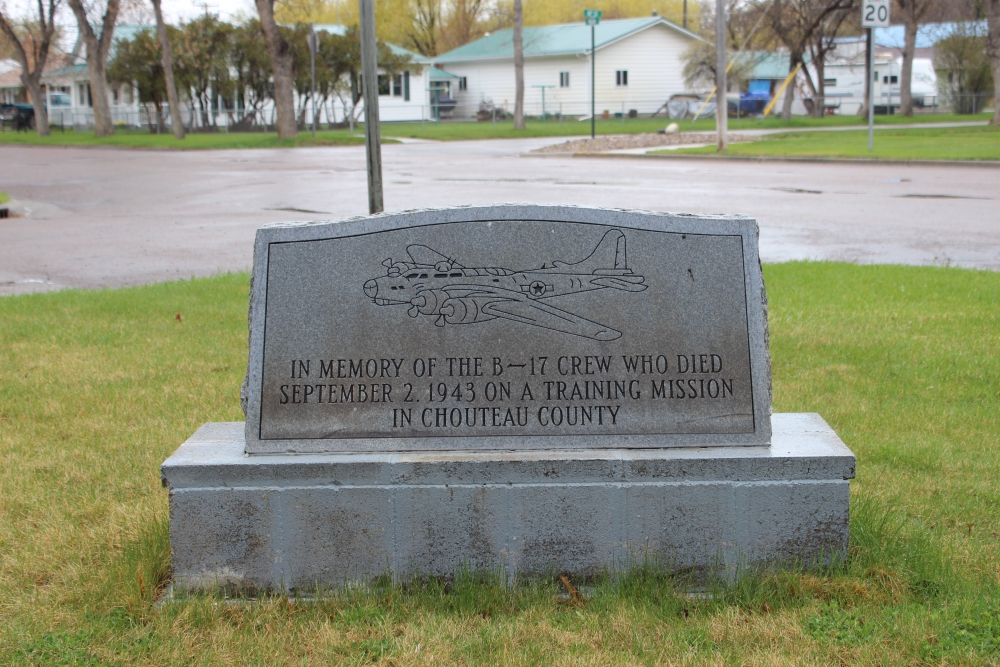 20
IN MEMORY OF THE B—17 CREW WHO DIED
SEPTEMBER 2, 1943 ON A TRAINING MISSION
IN CHOUTEAU COUNTY